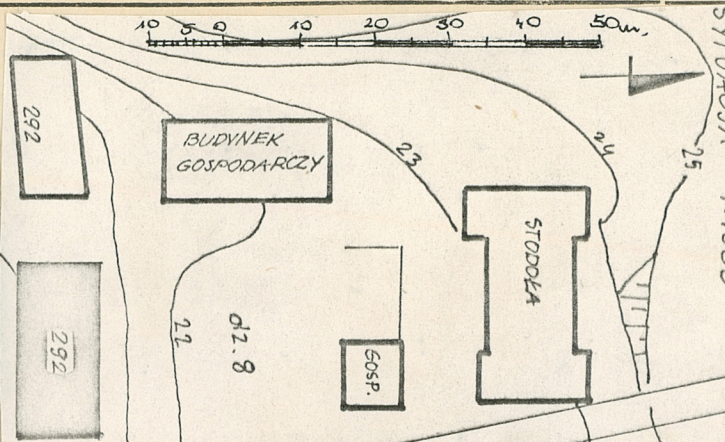 10 5 0 10 20 30 40 50m.
292
BUDYNEK
GOSPODARCZY
23
24
25
STODOŁA
292
22
dz. 8
GOSP.